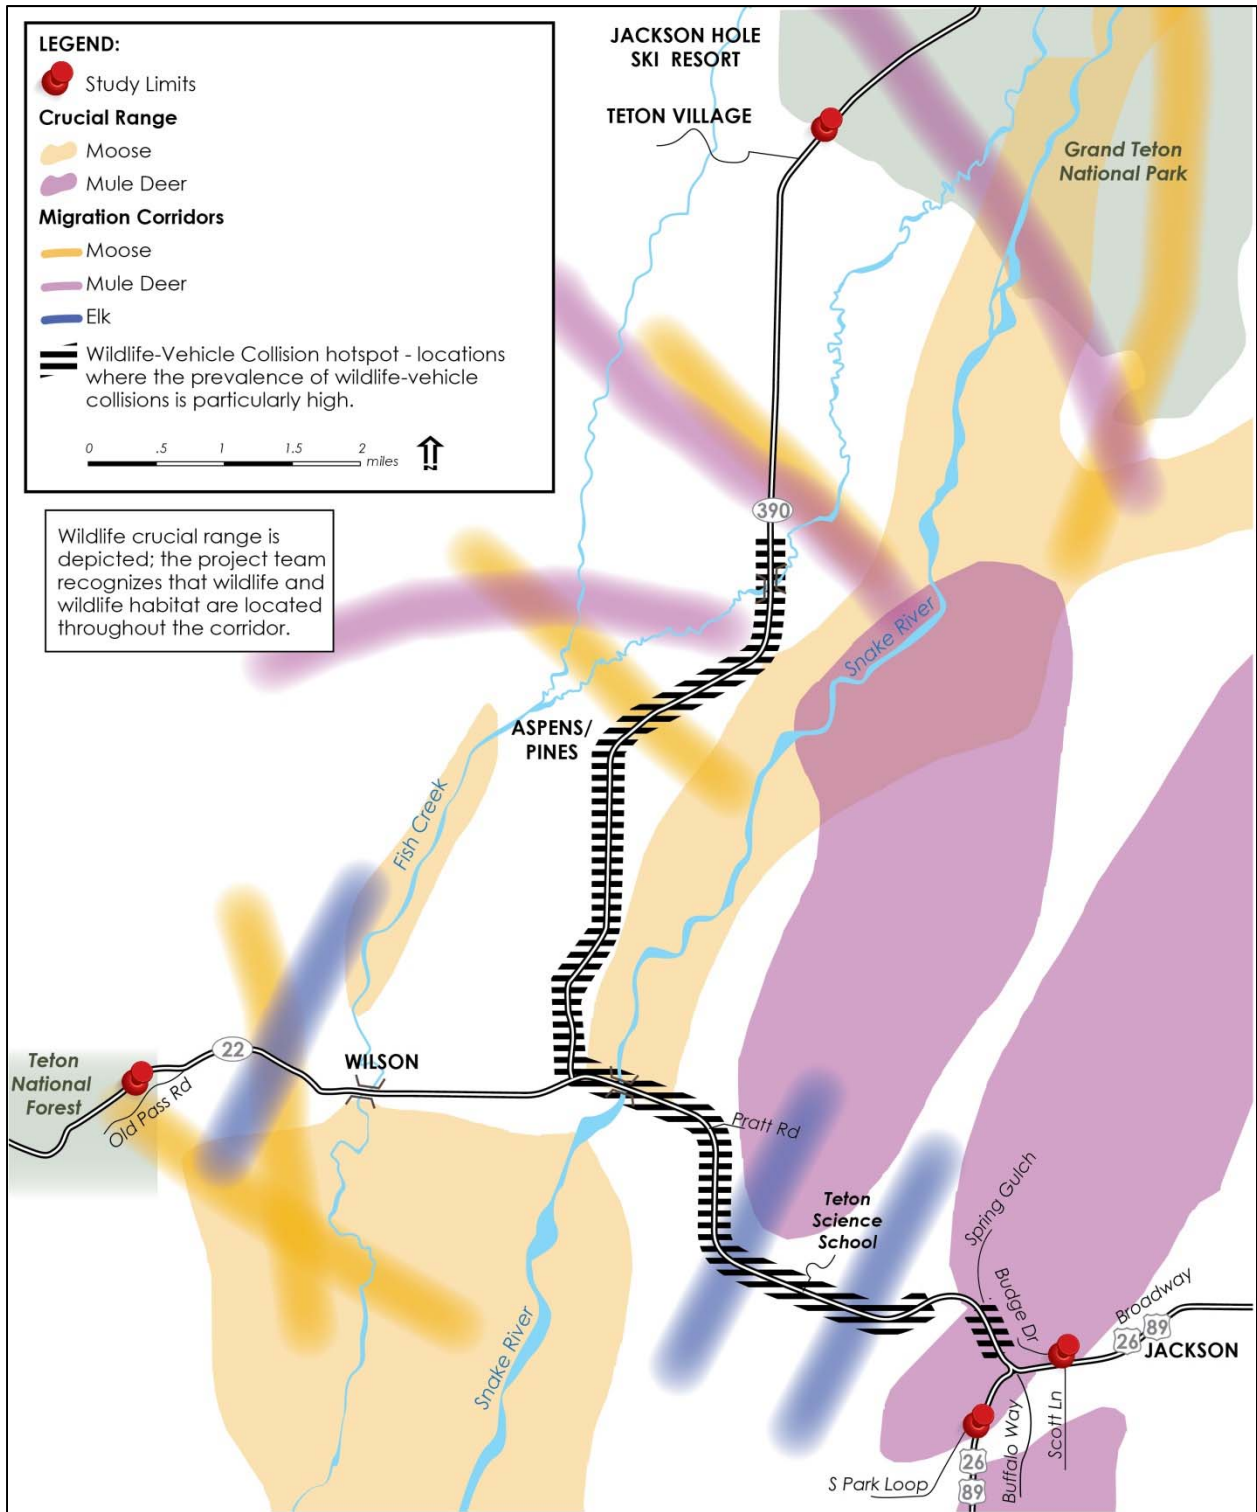 LEGEND:
Study Limits
Crucial Range
Moose
Mule Deer
Migration Corridors
Moose
Mule Deer
Elk
Wildlife-Vehicle Collision hotspot - locations
where the prevalence of wildlife-vehicle
collisions is particularly high.
0 .5 1 1.5 2
miles
N
Wildlife crucial range is
depicted; the project team
recognizes that wildlife and
wildlife habitat are located
throughout the corridor.
JACKSON HOLE
SKI RESORT
TETON VILLAGE
Grand Teton
National Park
390
Snake River
ASPENS/
PINES
Fish Creek
22
WILSON
Teton
National
Forest
Old Pass Rd
Pratt Rd
Teton
Science
School
Spring Gulch
Budge Dr
Broadway
26
89
JACKSON
Snake River
S Park Loop
26
89
Buffalo Way
Scott Ln